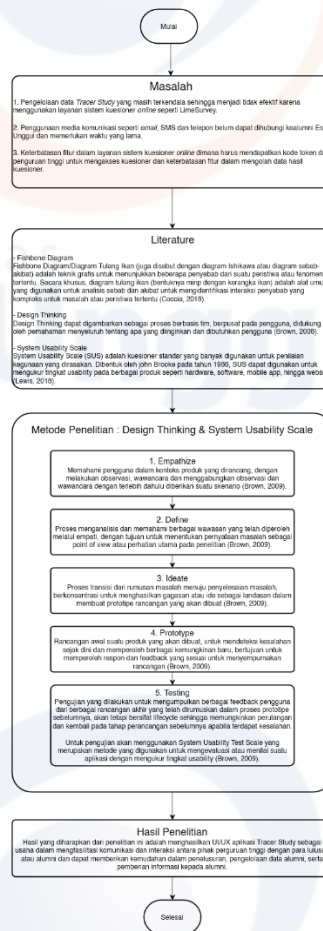 Mulai
Masalah
1. Pengelolaan data Tracer Study yang masih terkendala sehingga menjadi tidak efektif karena
menggunakan layanan sistem kuesioner online seperti LimeSurvey.
2. Penggunaan media komunikasi seperti email, SMS dan telepon belum dapat dihubungi kealumni Es
Unggul dan memerlukan waktu yang lama.
3. Keterbatasan fitur dalam layanan sistem kuesioner online dimana harus mendapatkan kode token da
penguruan tinggi untuk mengakses kuesioner dan keterbatasan fitur dalam mengolah data hasil
kuesioner.
Literature
- Fishbone Diagram
Fishbone Diagram/Diagram Tulang Ikan (juga disebut dengan diagram Ishikawa atau diagram sebab-
akibat) adalah teknik grafis untuk menunjukkan beberapa penyebab dari suatu peristiwa atau fenomen
tertentu. Secara khusus, diagram tulang ikan (bentuknya mirip dengan kerangka ikan) adalah alat umu
yang digunakan untuk analisis sebab dan akibat untuk mengidentifikasi interaksi penyebab yang
kompleks untuk masalah atau peristiwa tertentu (Coccia, 2018).
- Design Thinking
Design Thinking dapat digambarkan sebagai proses berbasis tim, berpusat pada pengguna, didukung
oleh pemahaman menyeluruh tentang apa yang diinginkan dan dibutuhkan pengguna (Brown, 2008).
- System Usability Scale
System Usability Scale (SUS) adalah kuesioner standar yang banyak digunakan untuk penilaian
kegunaan yang dirasakan. Dibentuk oleh john Brooke pada tahun 1986, SUS dapat digunakan untuk
mengukur tingkat usability pada berbagai produk seperti hardware, software, mobile app, hingga websi
(Lewis, 2018).
Metode Penelitian : Design Thinking & System Usability Scale
1. Empathize
Memahami pengguna dalam konteks produk yang dirancang, dengan
melakukan observasi, wawancara dan menggabungkan observasi dan
wawancara dengan terlebih dahulu diberikan suatu skenario (Brown, 2009).
2. Define
Proses menganalisis dan memahami berbagai wawasan yang telah diperoleh
melalui empati, dengan tujuan untuk menentukan pernyataan masalah sebagai
point of view atau perhatian utama pada penelitian (Brown, 2009).
3. Ideate
Proses transisi dari rumusan masalah menuju penyelesaian masalah,
berkonsentrasi untuk menghasilkan gagasan atau ide sebagai landasan dalam
membuat prototipe rancangan yang akan dibuat (Brown, 2009).
4. Prototype
Rancangan awal suatu produk yang akan dibuat, untuk mendeteksi kesalahan
sejak dini dan memperoleh berbagai kemungkinan baru, bertujuan untuk
memperoleh respon dan feedback yang sesuai untuk menyempurnakan
rancangan (Brown, 2009).
5. Testing
Pengujian yang dilakukan untuk mengumpulkan berbagai feedback pengguna
dari berbagai rancangan akhir yang telah dirumuskan dalam proses prototipe
sebelumnya, akan tetapi bersifat lifecycle sehingga memungkinkan perulangan
dan kembali pada tahap perancangan sebelumnya apabila terdapat kesalahan.
Untuk pengujian akan menggunakan System Usability Test Scale yang
merupakan metode yang digunakan untuk mengevaluasi atau menilai suatu
aplikasi dengan mengukur tingkat usability (Brown, 2009).
Hasil Penelitian
Hasil yang diharapkan dari penelitian ini adalah menghasilkan UI/UX aplikasi Tracer Study sebagai
usaha dalam mengfasilitasi komunikasi dan interaksi antara pihak perguruan tinggi dengan para lulusa
atau alumni dan dapat memberikan kemudahan dalam penelusuran, pengelolaan data alumni, serta
pemberian informasi kepada alumni.
Selesai